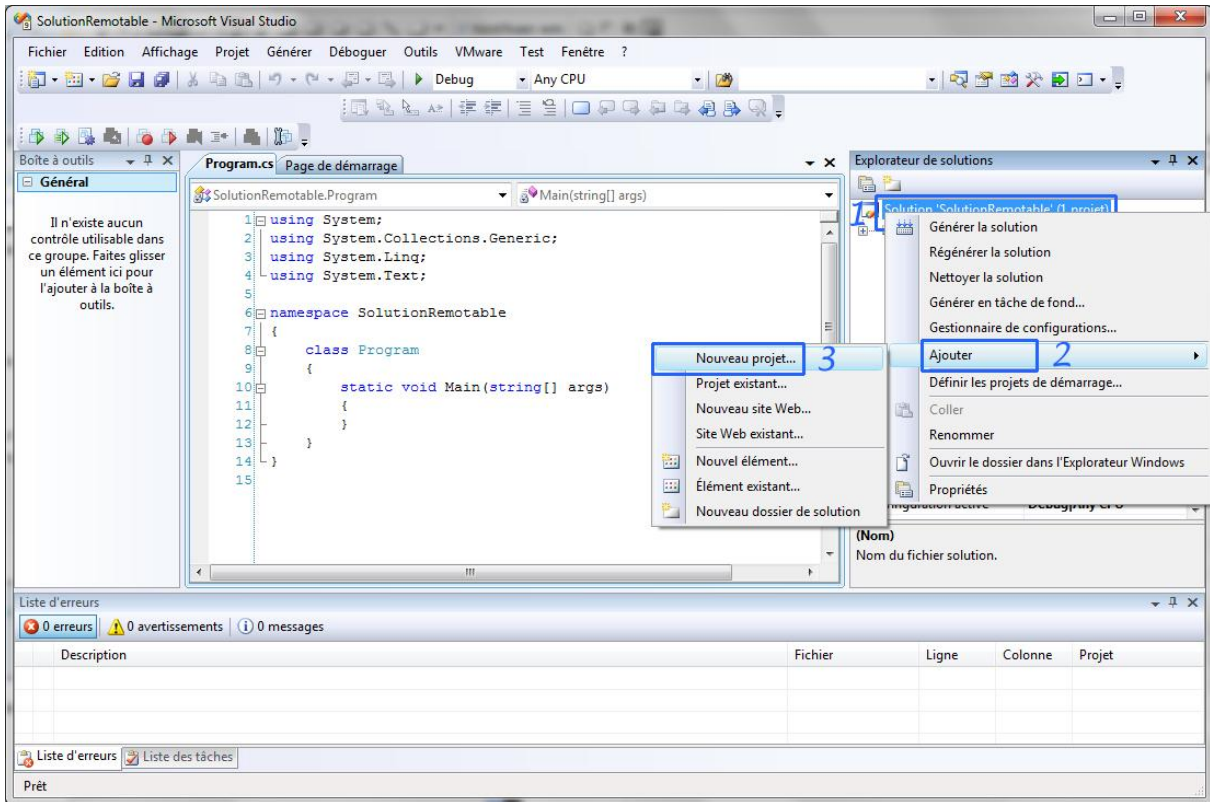 SolutionRemotable - Microsoft Visual Studio
Fichier Edition Affichage Projet Générer Déboguer Outils VMware Test Fenêtre ?
Debug Any CPU
Boîte à outils
Général
Il n'existe aucun
contrôle utilisable dans
ce groupe. Faites glisser
un élément ici pour
l'ajouter à la boîte à
outils.
Program.cs Page de démarrage
SolutionRemotable.Program Main(string[] args)
1 using System;
2 using System.Collections.Generic;
3 using System.Linq;
4 using System.Text;
5
6 namespace SolutionRemotable
7 {
8 class Program
9 {
10 static void Main(string[] args)
11 {
12 }
13 }
14 }
15
Explorateur de solutions
1 Solution 'SolutionRemotable' (1 projet)
Générer la solution
Régénérer la solution
Nettoyer la solution
Générer en tâche de fond...
Gestionnaire de configurations...
Ajouter 2
Définir les projets de démarrage...
Coller
Renommer
Ouvrir le dossier dans l'Explorateur Windows
Propriétés
Nouveau projet... 3
Projet existant...
Nouveau site Web...
Site Web existant...
Nouvel élément...
Élément existant...
Nouveau dossier de solution
(Nom)
Nom du fichier solution.
Liste d'erreurs
0 erreurs 0 avertissements 0 messages
Description Fichier Ligne Colonne Projet
Liste d'erreurs Liste des tâches
Prêt